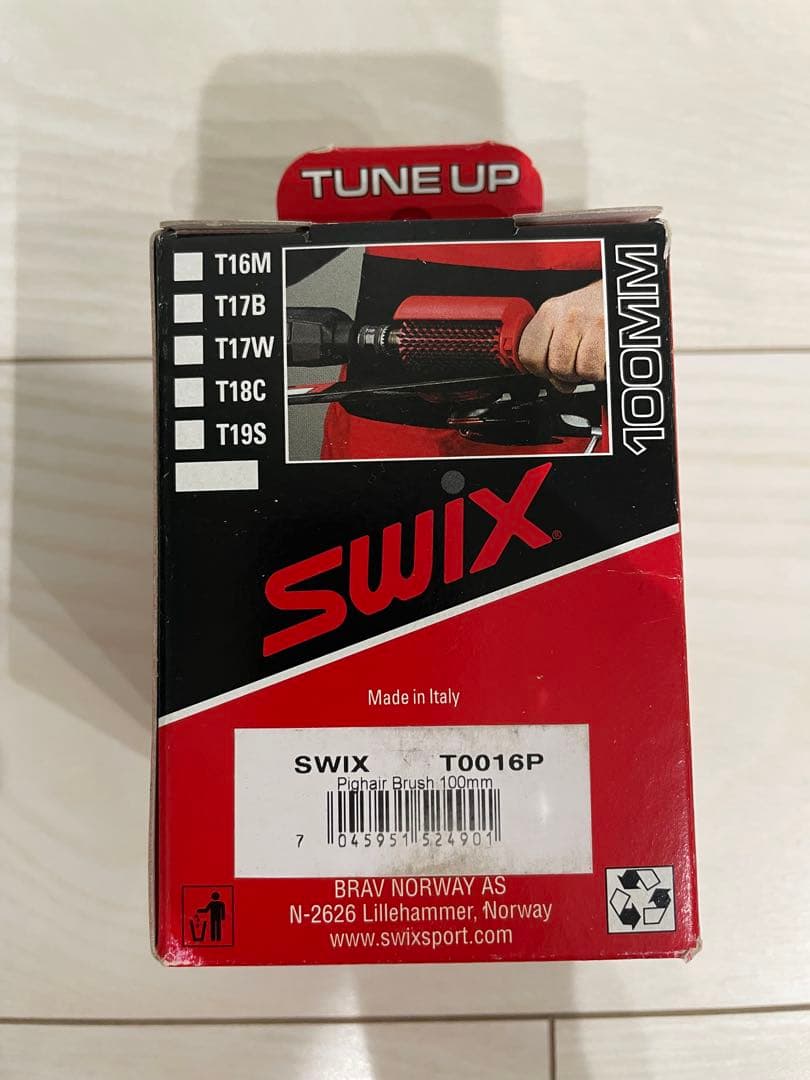 TUNE UP
T16M
T17B
T17W
T18C
T19S
100MM
SWIX®
Made in Italy
SWIX T0016P
Pighair Brush 100mm
7 045951 524901
BRAV NORWAY AS
N-2626 Lillehammer, Norway
www.swixsport.com